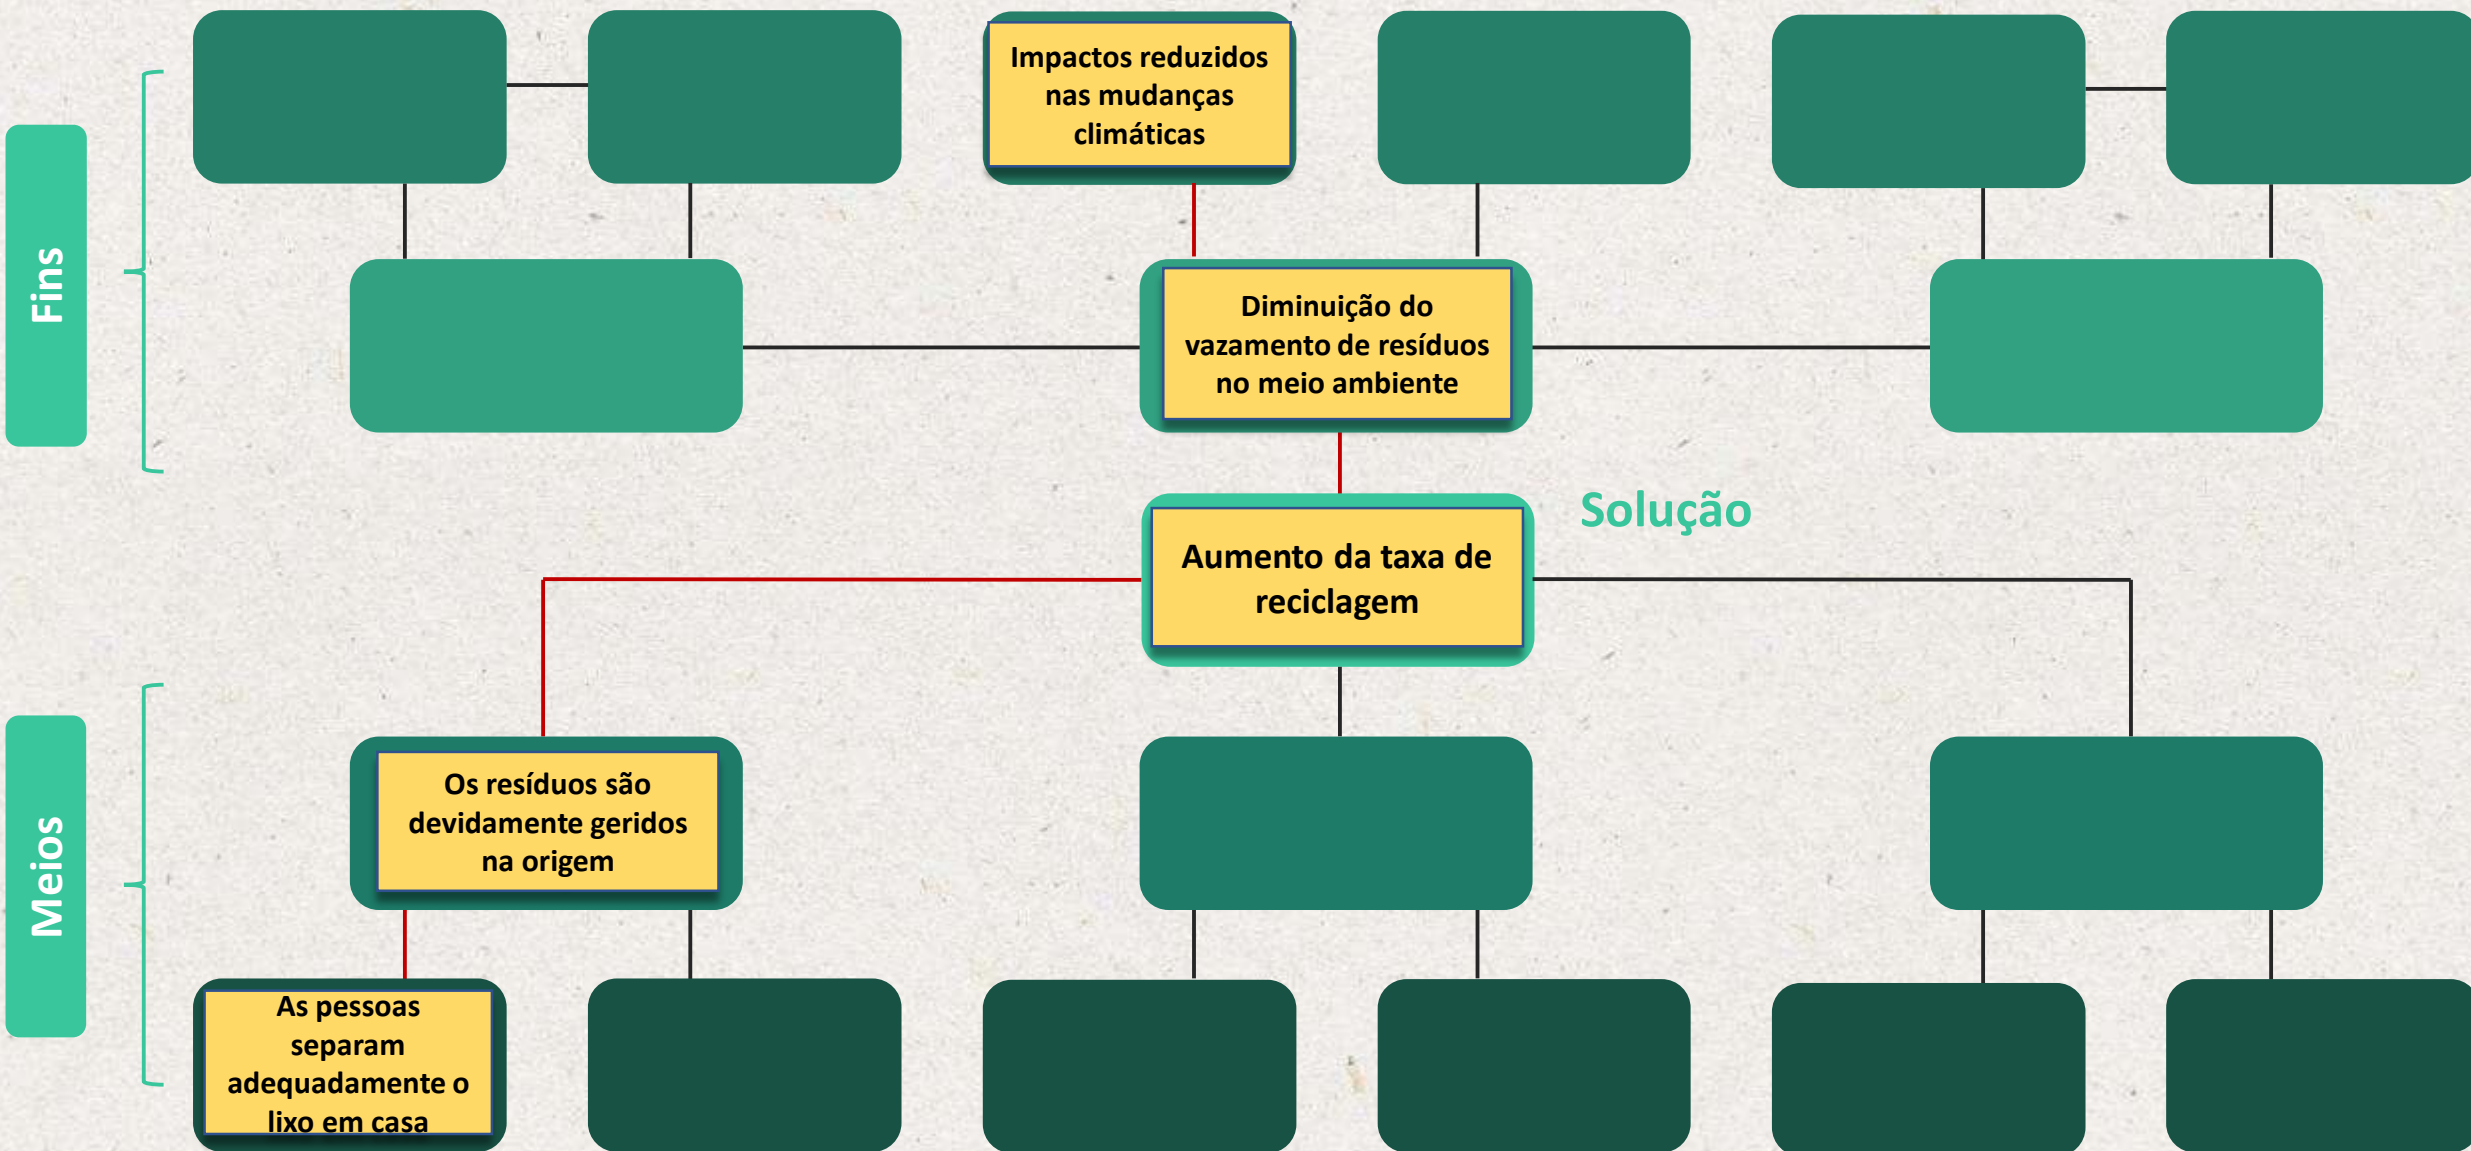 Impactos reduzidos
nas mudanças
climáticas
Fins
Diminuição do
vazamento de resíduos
no meio ambiente
Solução
Aumento da taxa de
reciclagem
Meios
Os resíduos são
devidamente geridos
na origem
As pessoas
separam
adequadamente o
lixo em casa